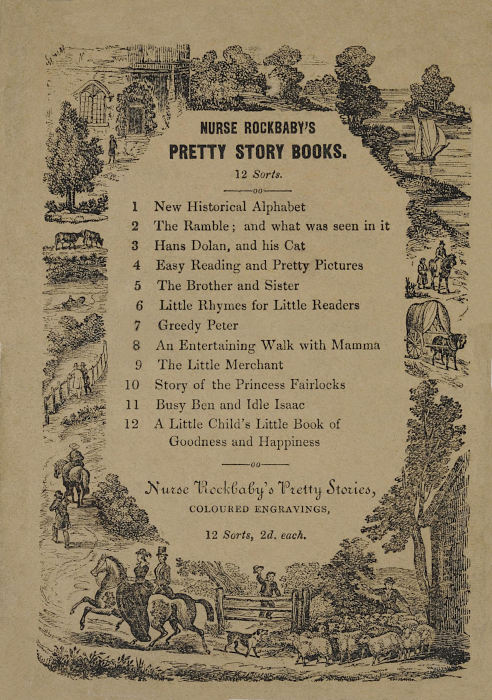 NURSE ROCKBABY'S
PRETTY STORY BOOKS.
12 Sorts.
1 New Historical Alphabet
2 The Ramble; and what was seen in it
3 Hans Dolan, and his Cat
4 Easy Reading and Pretty Pictures
5 The Brother and Sister
6 Little Rhymes for Little Readers
7 Greedy Peter
8 An Entertaining Walk with Mamma
9 The Little Merchant
10 Story of the Princess Fairlocks
11 Busy Ben and Idle Isaac
12 A Little Child's Little Book of
Goodness and Happiness
Nurse Rockbaby's Pretty Stories,
COLOURED ENGRAVINGS,
12 Sorts, 2d. each.